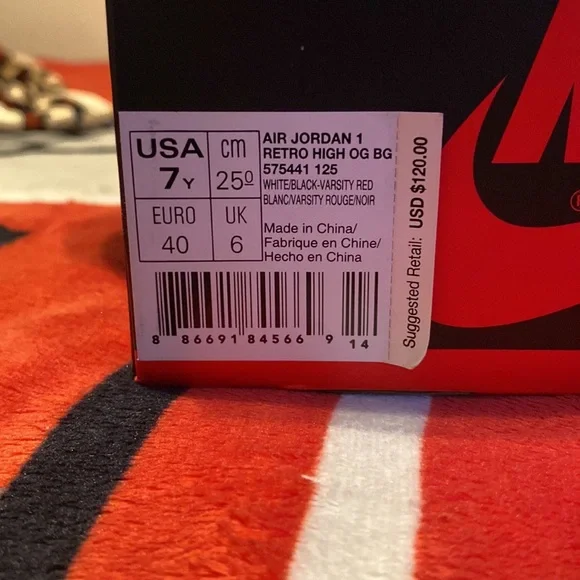 USA
7Y
cm
25⁰
EURO
40
UK
6
AIR JORDAN 1
RETRO HIGH OG BG
575441 125
WHITE/BLACK-VARSITY RED
BLANC/VARSITY ROUGE/NOIR
Made in China/
Fabrique en Chine/
Hecho en China
8 86691 84566 9 14
Suggested Retail: USD $120.00